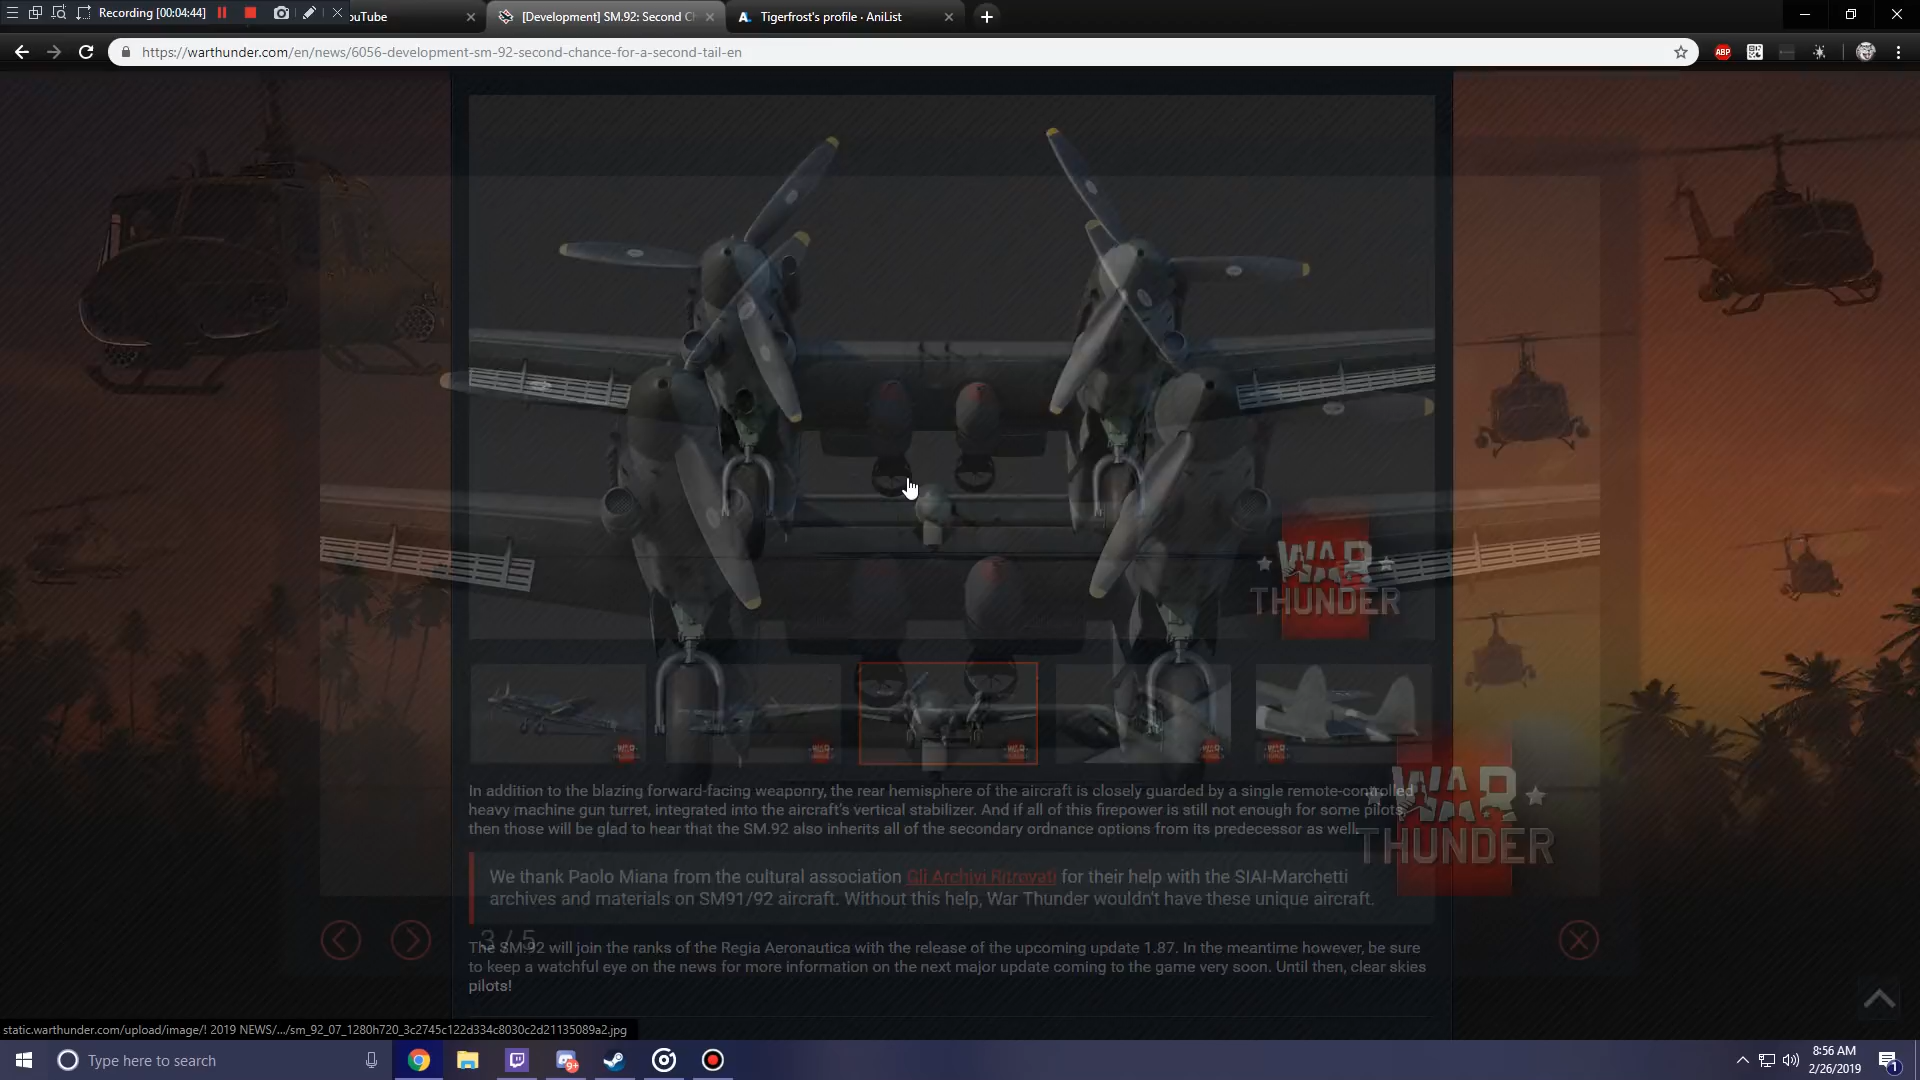 Recording [00:04:44]
ouTube
[Development] SM.92: Second C
Tigerfrost's profile · AniList
https://warthunder.com/en/news/6056-development-sm-92-second-chance-for-a-second-tail-en
ABP
WAR
THUNDER
In addition to the blazing forward-facing weaponry, the rear hemisphere of the aircraft is closely guarded by a single remote-controlled
heavy machine gun turret, integrated into the aircraft's vertical stabilizer. And if all of this firepower is still not enough for some pilots,
then those will be glad to hear that the SM.92 also inherits all of the secondary ordnance options from its predecessor as well.
WAR
THUNDER
We thank Paolo Miana from the cultural association Gli Archivi Ritrovati for their help with the SIAI-Marchetti
archives and materials on SM91/92 aircraft. Without this help, War Thunder wouldn't have these unique aircraft.
3 / 5
The SM.92 will join the ranks of the Regia Aeronautica with the release of the upcoming update 1.87. In the meantime however, be sure
to keep a watchful eye on the news for more information on the next major update coming to the game very soon. Until then, clear skies
pilots!
static.warthunder.com/upload/image/! 2019 NEWS/.../sm_92_07_1280h720_3c2745c122d334c8030c2d21135089a2.jpg
Type here to search
9+
8:56 AM
2/26/2019
1